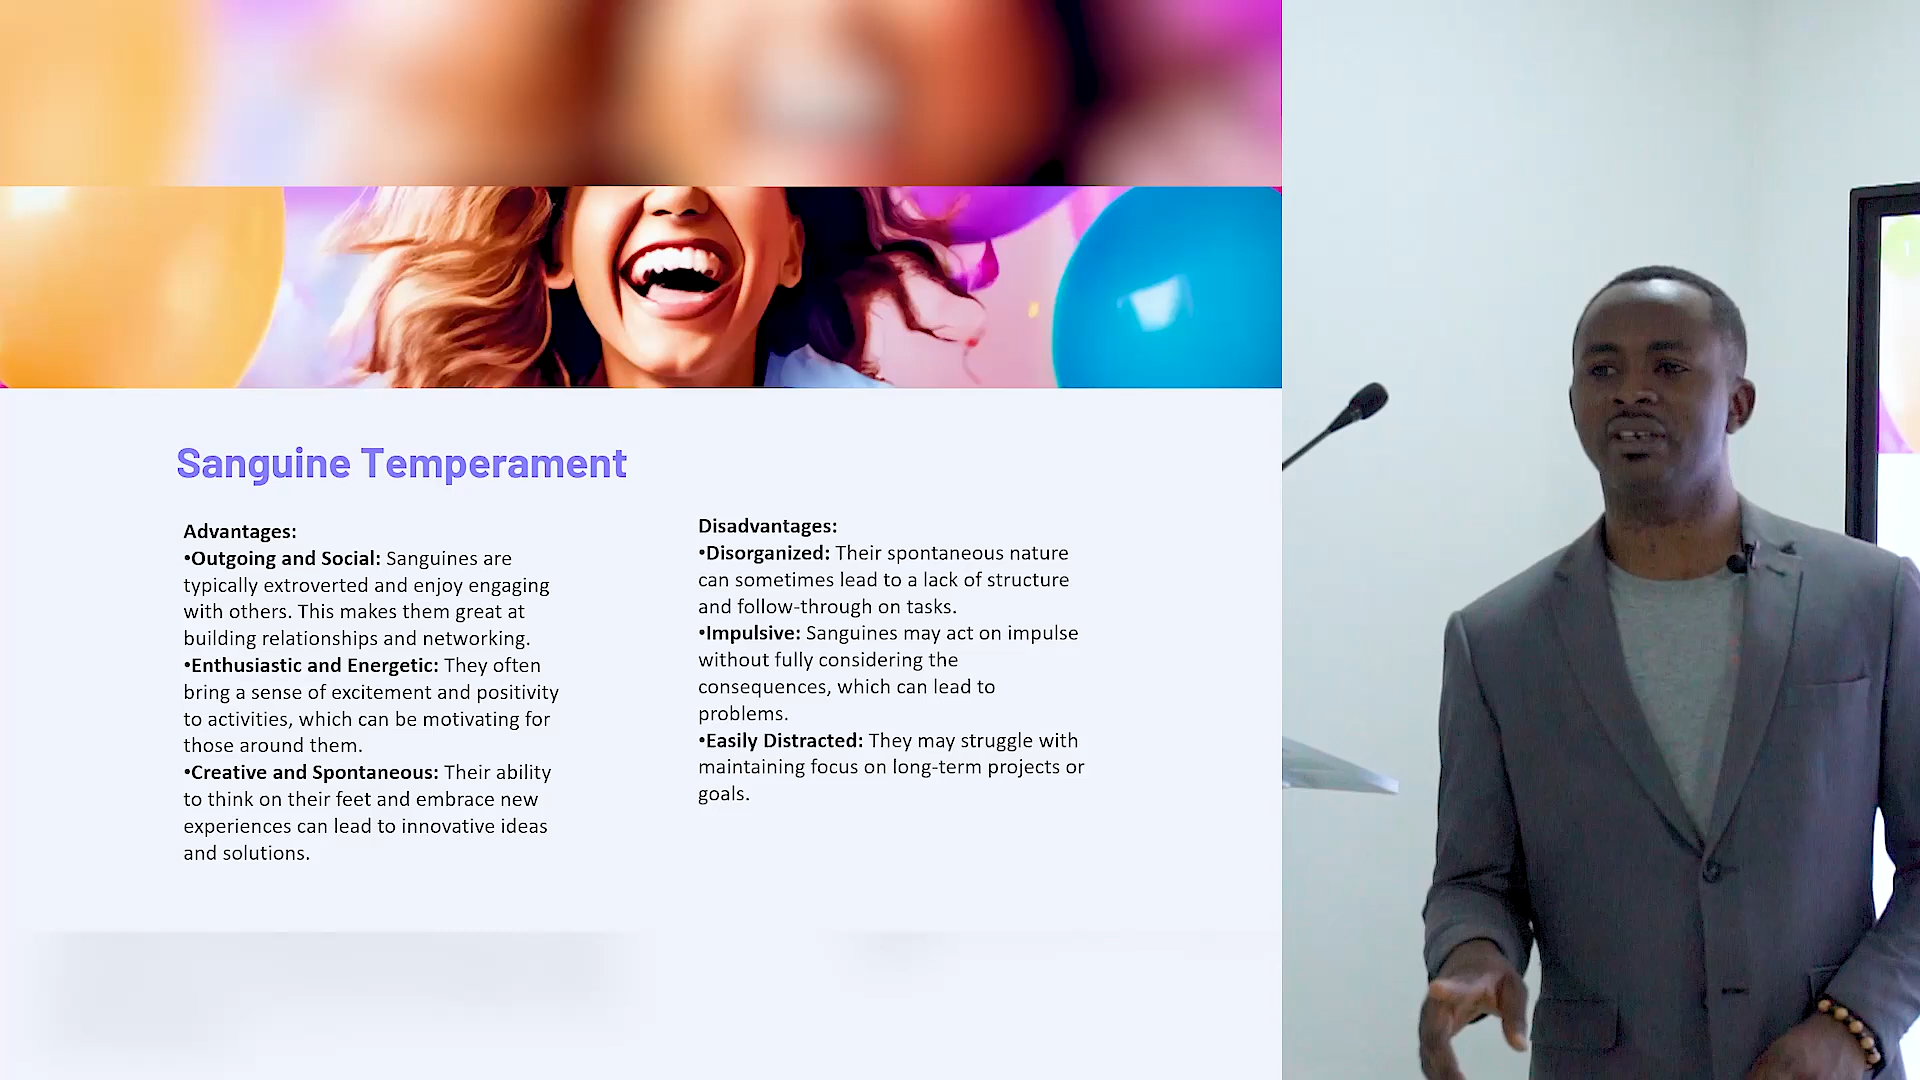 Sanguine Temperament
Advantages:
•Outgoing and Social: Sanguines are
typically extroverted and enjoy engaging
with others. This makes them great at
building relationships and networking.
•Enthusiastic and Energetic: They often
bring a sense of excitement and positivity
to activities, which can be motivating for
those around them.
•Creative and Spontaneous: Their ability
to think on their feet and embrace new
experiences can lead to innovative ideas
and solutions.
Disadvantages:
•Disorganized: Their spontaneous nature
can sometimes lead to a lack of structure
and follow-through on tasks.
•Impulsive: Sanguines may act on impulse
without fully considering the
consequences, which can lead to
problems.
•Easily Distracted: They may struggle with
maintaining focus on long-term projects or
goals.